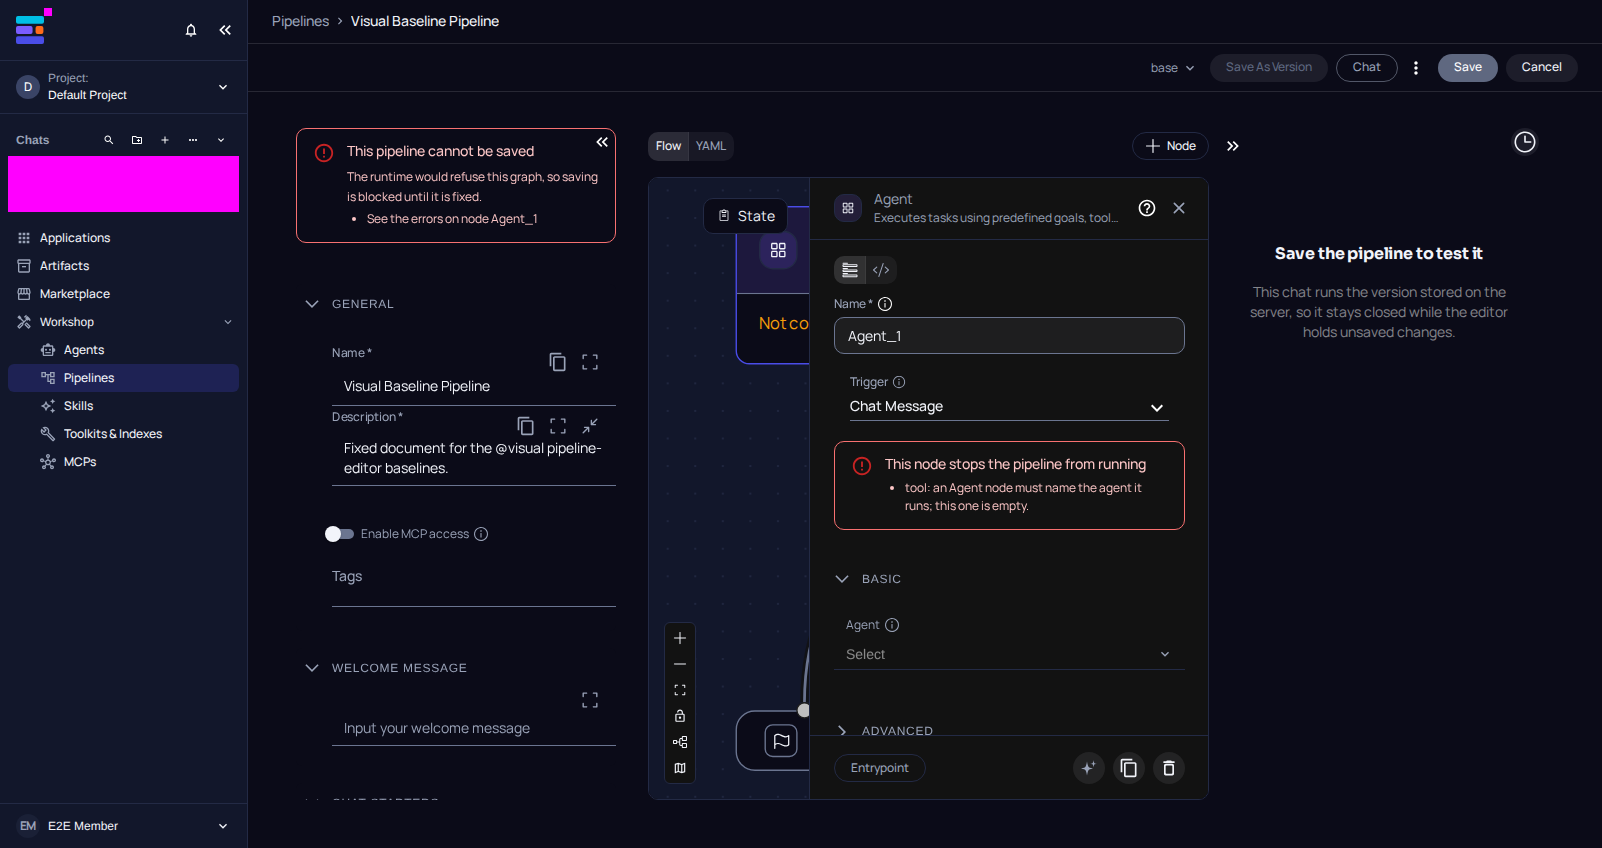 Pipelines › Visual Baseline Pipeline
base
Save As Version
Chat
Save
Cancel
D
Project:
Default Project
Chats
Applications
Artifacts
Marketplace
Workshop
Agents
Pipelines
Skills
Toolkits & Indexes
MCPs
EM
E2E Member
This pipeline cannot be saved
The runtime would refuse this graph, so saving
is blocked until it is fixed.
• See the errors on node Agent_1
GENERAL
Name *
Visual Baseline Pipeline
Description *
Fixed document for the @visual pipeline-
editor baselines.
Enable MCP access
Tags
WELCOME MESSAGE
Input your welcome message
CHAT STARTERS
Flow
YAML
Node
State
Not co
Agent
Executes tasks using predefined goals, tool...
Name *
Agent_1
Trigger
Chat Message
This node stops the pipeline from running
• tool: an Agent node must name the agent it
runs; this one is empty.
BASIC
Agent
Select
ADVANCED
Entrypoint
Save the pipeline to test it
This chat runs the version stored on the
server, so it stays closed while the editor
holds unsaved changes.